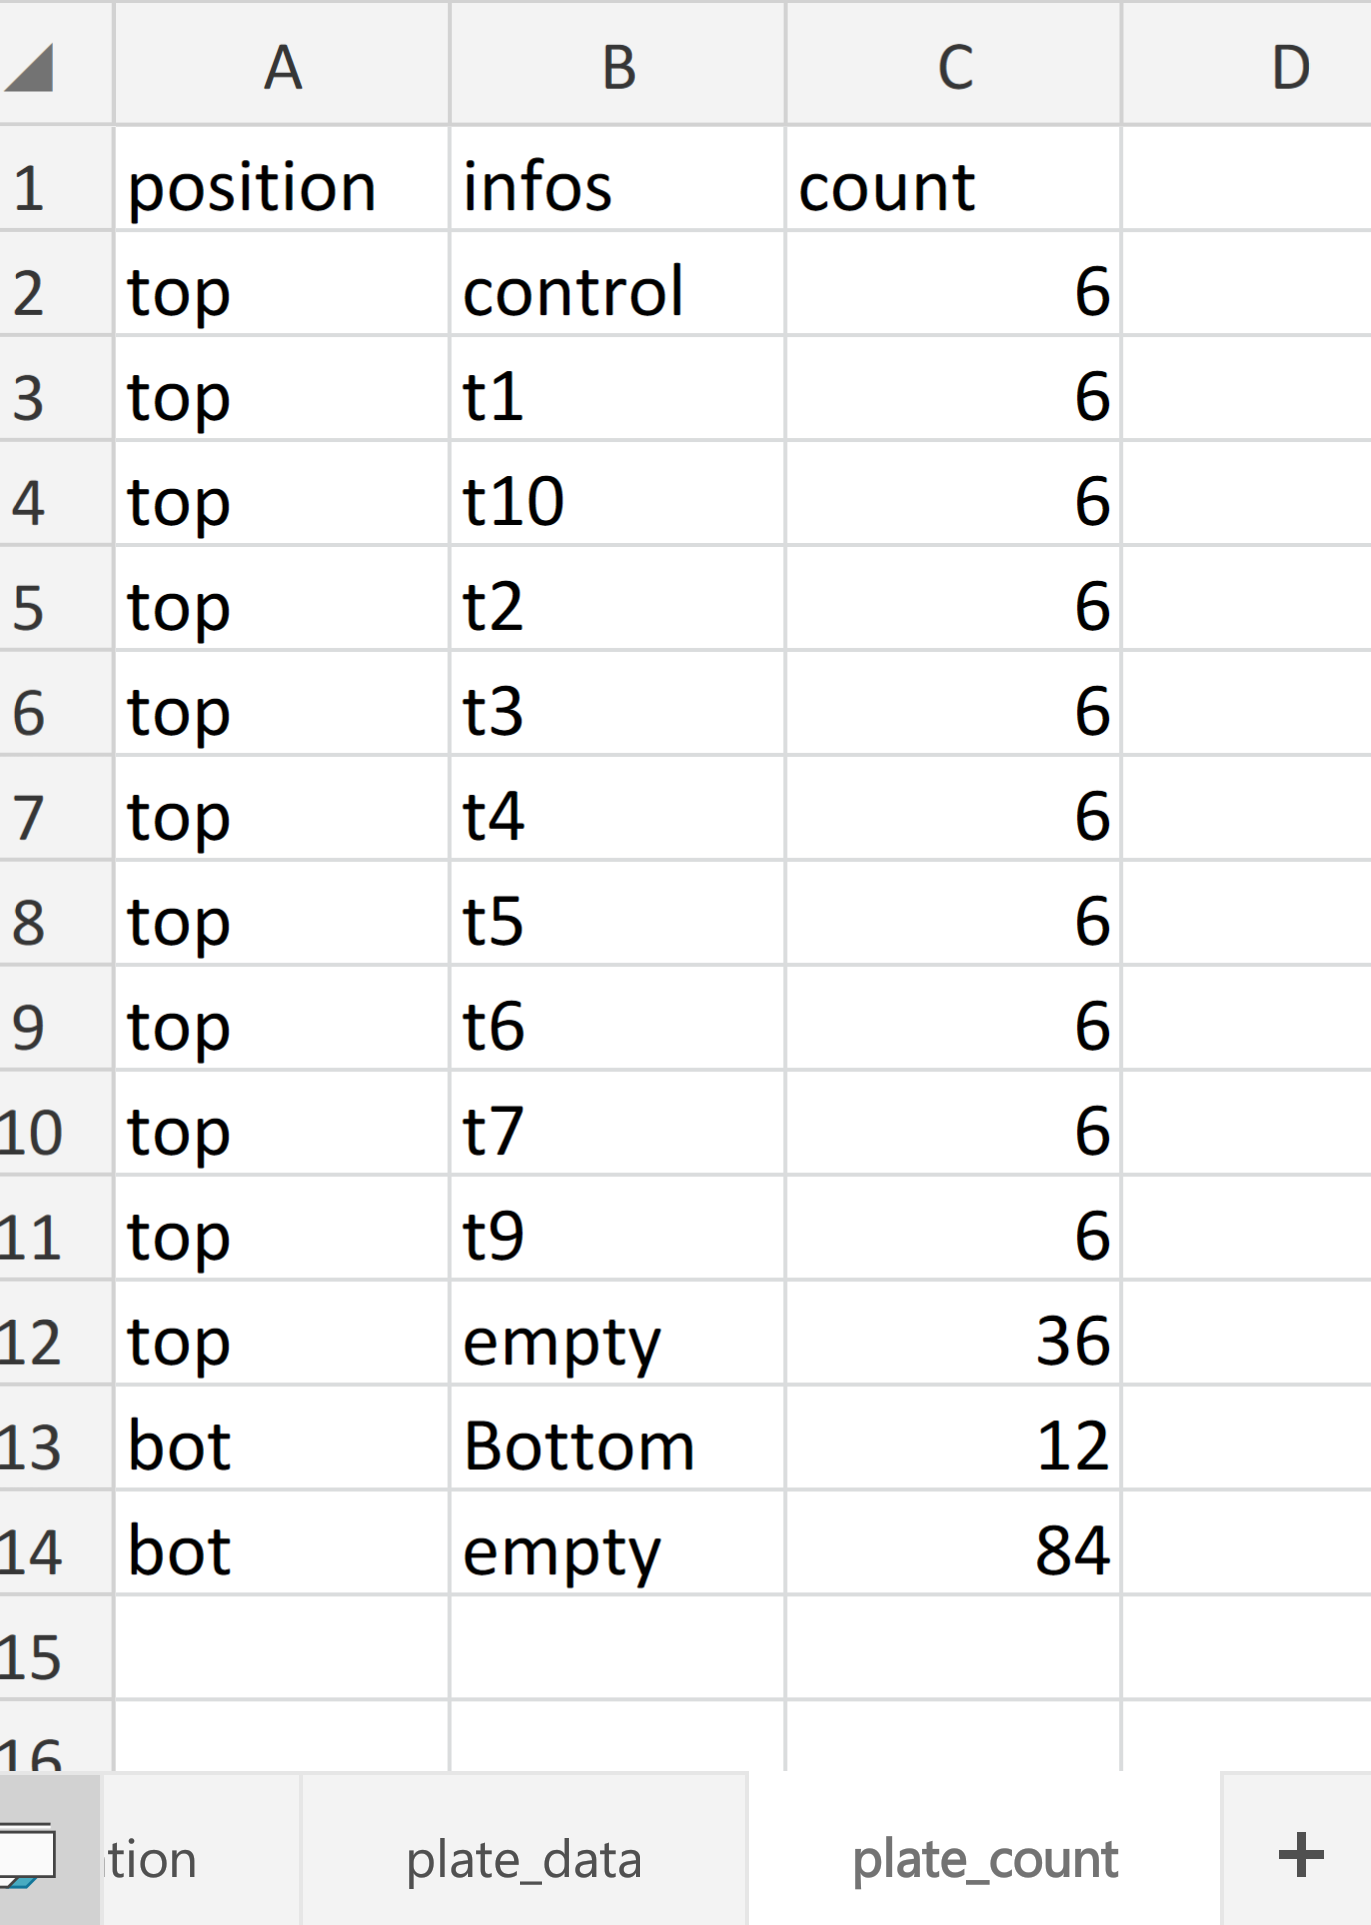 A B C D
1 position infos count
2 top control 6
3 top t1 6
4 top t10 6
5 top t2 6
6 top t3 6
7 top t4 6
8 top t5 6
9 top t6 6
10 top t7 6
11 top t9 6
12 top empty 36
13 bot Bottom 12
14 bot empty 84
15
16
tion plate_data plate_count +